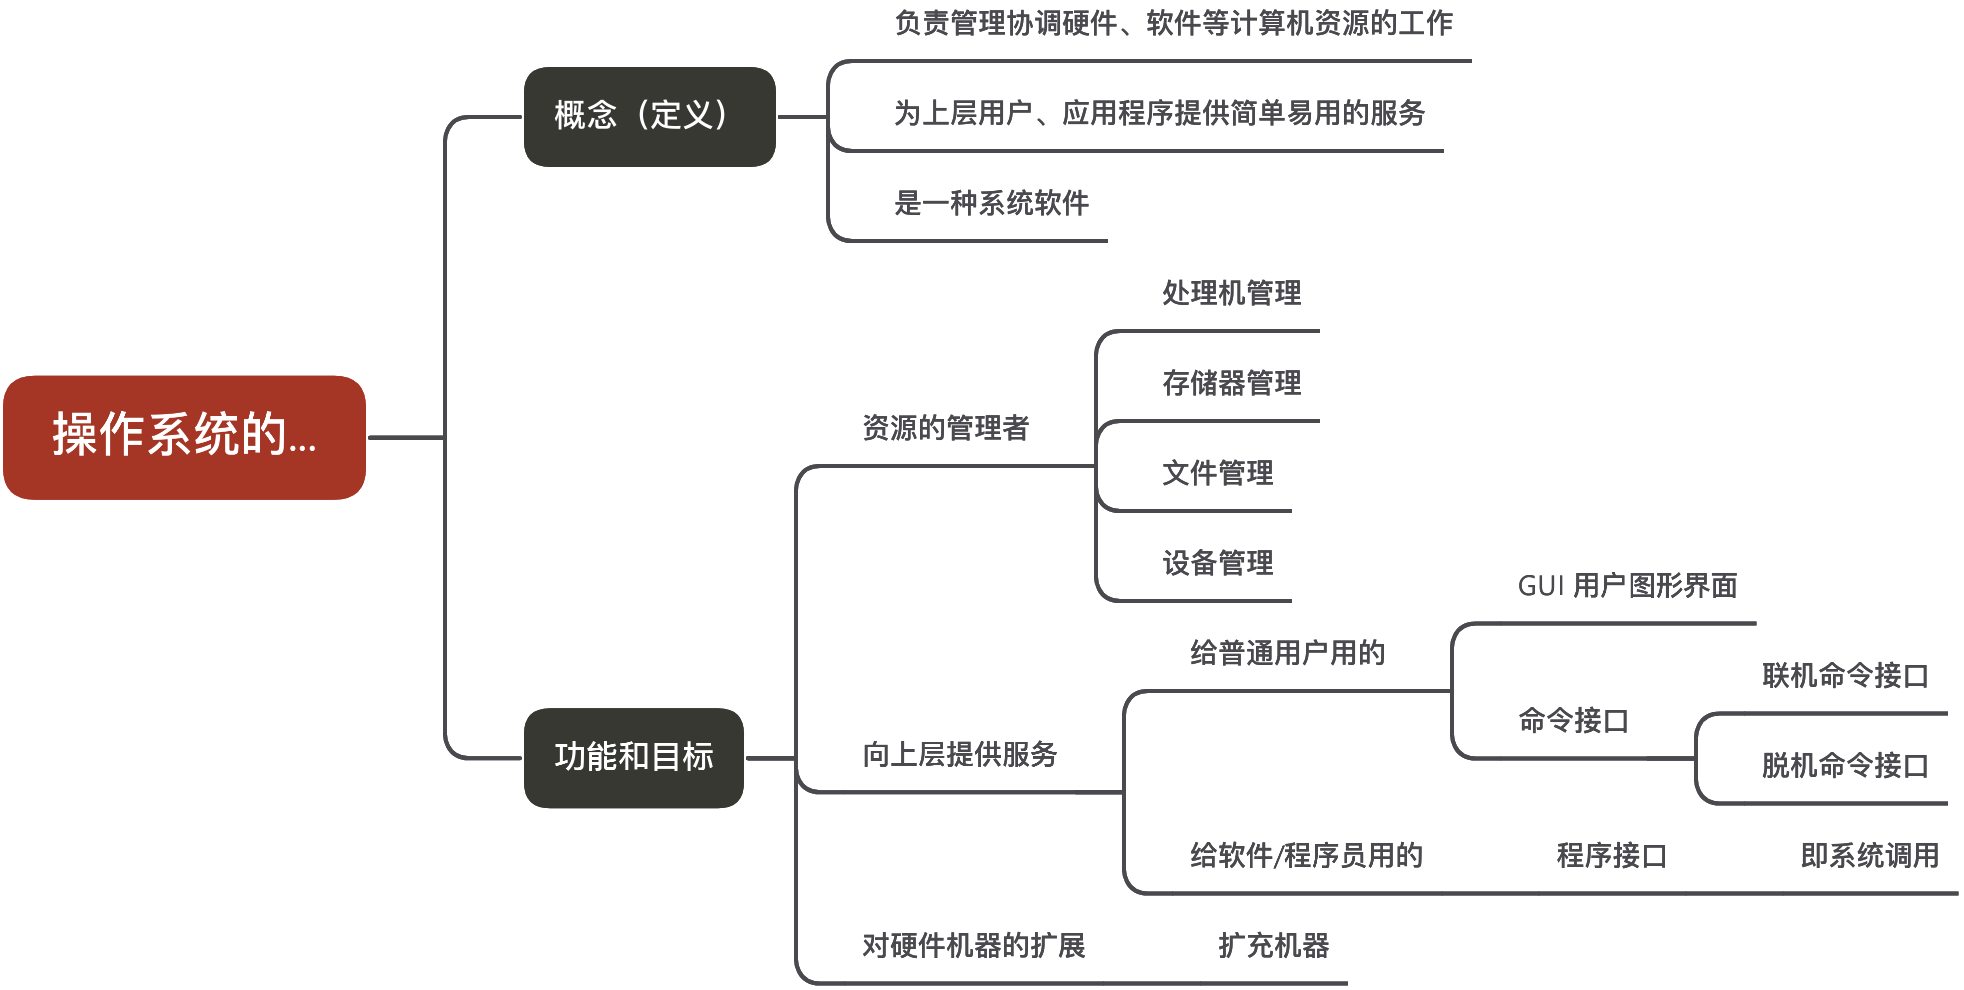 操作系统的...
概念（定义）
负责管理协调硬件、软件等计算机资源的工作
为上层用户、应用程序提供简单易用的服务
是一种系统软件
功能和目标
资源的管理者
处理机管理
存储器管理
文件管理
设备管理
向上层提供服务
给普通用户用的
GUI 用户图形界面
命令接口
联机命令接口
脱机命令接口
给软件/程序员用的
程序接口
即系统调用
对硬件机器的扩展
扩充机器